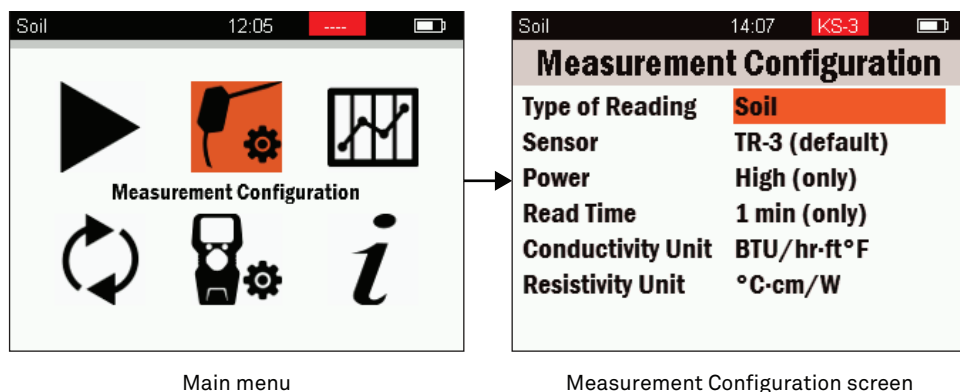 Soil 12:05 ----
Measurement Configuration
i
Main menu
Soil 14:07 KS-3
Measurement Configuration
Type of Reading Soil
Sensor TR-3 (default)
Power High (only)
Read Time 1 min (only)
Conductivity Unit BTU/hr·ft°F
Resistivity Unit °C·cm/W
Measurement Configuration screen